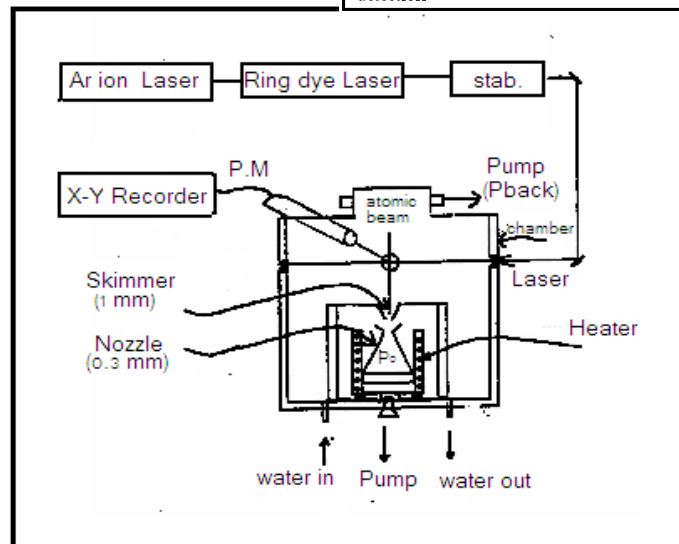 Ar ion Laser
Ring dye Laser
stab.
P.M
Pump
(Pback)
X-Y Recorder
atomic
beam
chamber
Laser
Skimmer
(1 mm)
Heater
Nozzle
(0.3 mm)
Po
water in
Pump
water out